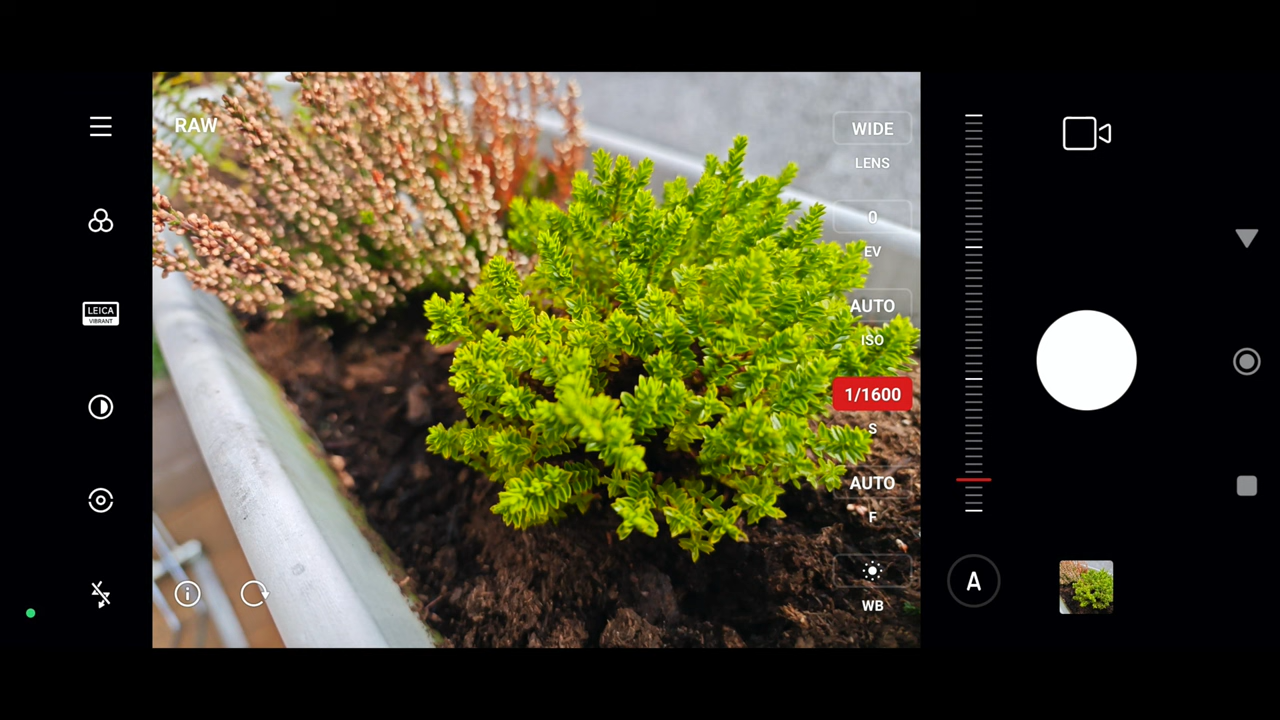 RAW
LEICA
VIBRANT
WIDE
LENS
0
EV
AUTO
ISO
1/1600
S
AUTO
F
WB
A